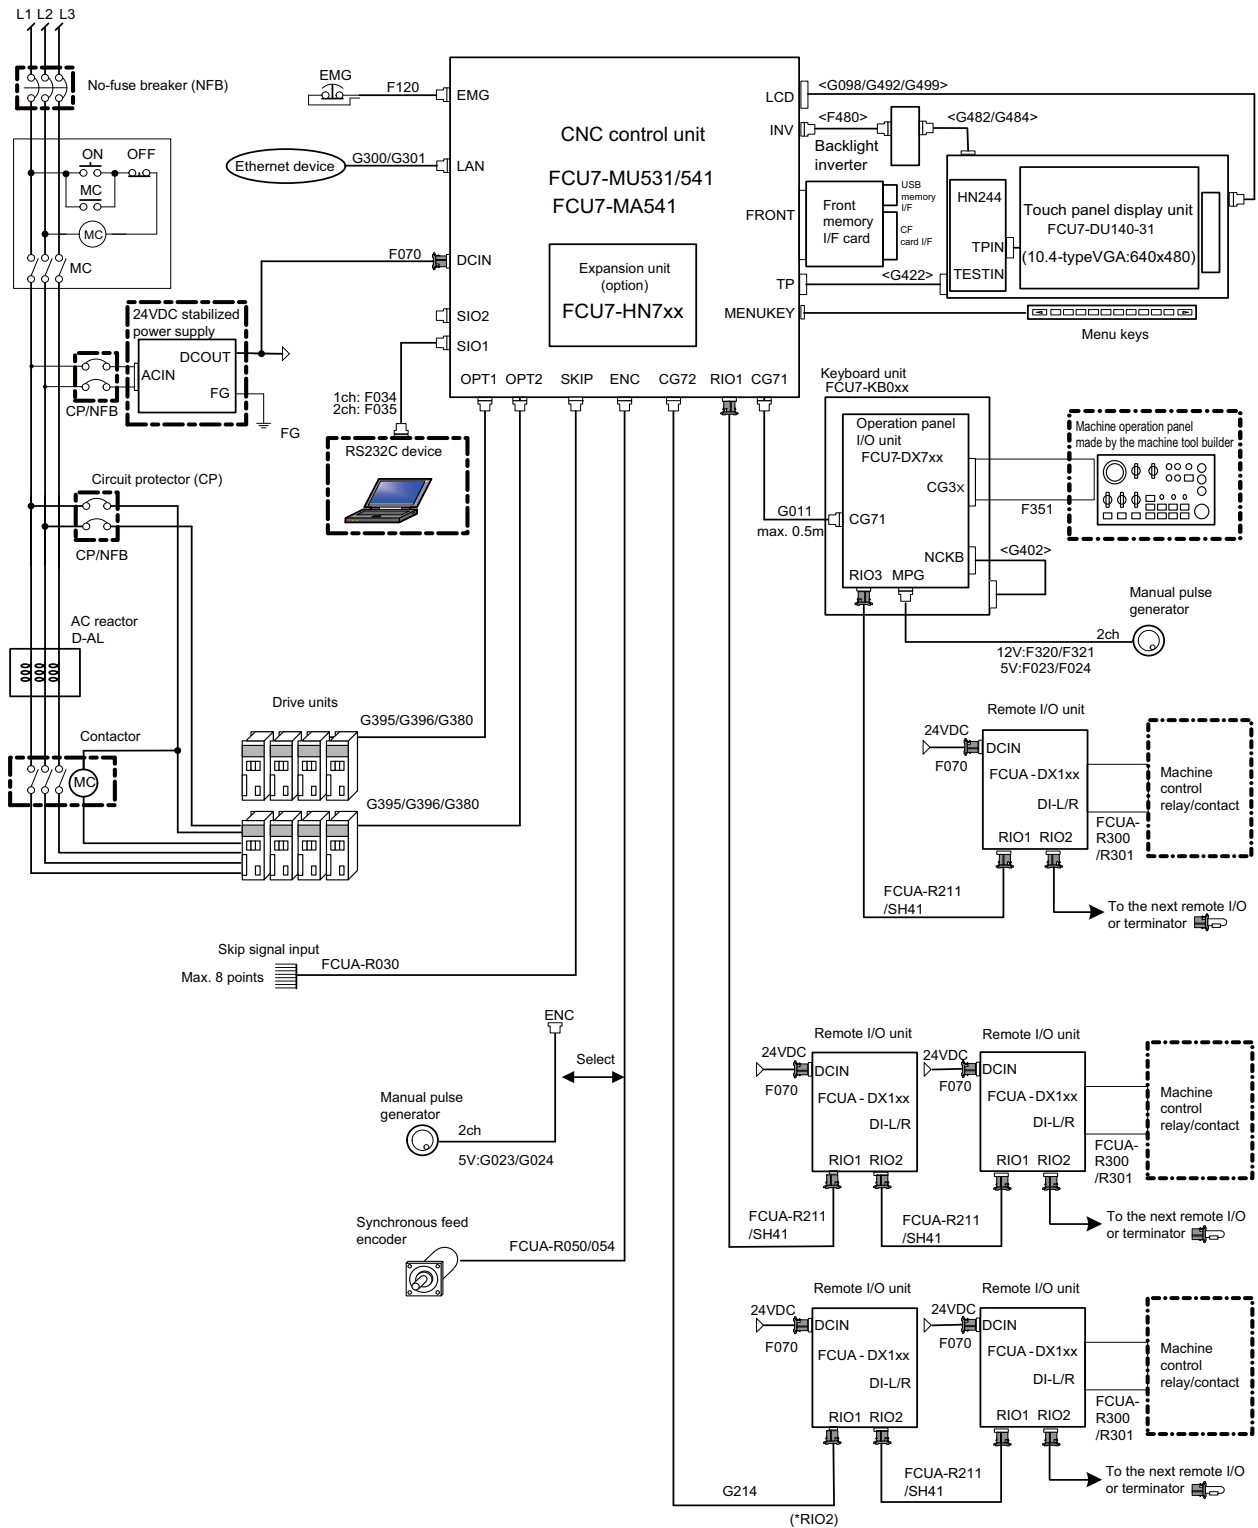 L1 L2 L3
No-fuse breaker (NFB)
ON
OFF
MC
MC
MC
24VDC stabilized
power supply
DCOUT
ACIN
FG
CP/NFB
FG
Circuit protector (CP)
CP/NFB
AC reactor
D-AL
Contactor
MC
Drive units
G395/G396/G380
G395/G396/G380
EMG
F120
Ethernet device
G300/G301
F070
EMG
LAN
DCIN
SIO2
SIO1
CNC control unit
FCU7-MU531/541
FCU7-MA541
Expansion unit
(option)
FCU7-HN7xx
LCD
INV
FRONT
TP
MENUKEY
OPT1 OPT2 SKIP ENC CG72 RIO1 CG71
1ch: F034
2ch: F035
RS232C device
<G098/G492/G499>
<F480>
<G482/G484>
Backlight
inverter
Front
memory
I/F card
USB
memory
I/F
CF
card I/F
HN244
TPIN
TESTIN
Touch panel display unit
FCU7-DU140-31
(10.4-typeVGA:640x480)
<G422>
Menu keys
Keyboard unit
FCU7-KB0xx
Operation panel
I/O unit
FCU7-DX7xx
CG3x
CG71
NCKB
RIO3 MPG
G011
max. 0.5m
Machine operation panel
made by the machine tool builder
F351
<G402>
Manual pulse
generator
2ch
12V:F320/F321
5V:F023/F024
Remote I/O unit
24VDC
F070
DCIN
FCUA - DX1xx
DI-L/R
RIO1 RIO2
Machine
control
relay/contact
FCUA-
R300
/R301
FCUA-R211
/SH41
To the next remote I/O
or terminator
Skip signal input
Max. 8 points
FCUA-R030
ENC
Select
Manual pulse
generator
2ch
5V:G023/G024
Synchronous feed
encoder
FCUA-R050/054
Remote I/O unit
Remote I/O unit
24VDC
F070
DCIN
FCUA - DX1xx
DI-L/R
RIO1 RIO2
24VDC
F070
DCIN
FCUA - DX1xx
DI-L/R
RIO1 RIO2
Machine
control
relay/contact
FCUA-
R300
/R301
FCUA-R211
/SH41
FCUA-R211
/SH41
To the next remote I/O
or terminator
Remote I/O unit
Remote I/O unit
24VDC
F070
DCIN
FCUA - DX1xx
DI-L/R
RIO1 RIO2
24VDC
F070
DCIN
FCUA - DX1xx
DI-L/R
RIO1 RIO2
Machine
control
relay/contact
FCUA-
R300
/R301
G214
(*RIO2)
FCUA-R211
/SH41
To the next remote I/O
or terminator